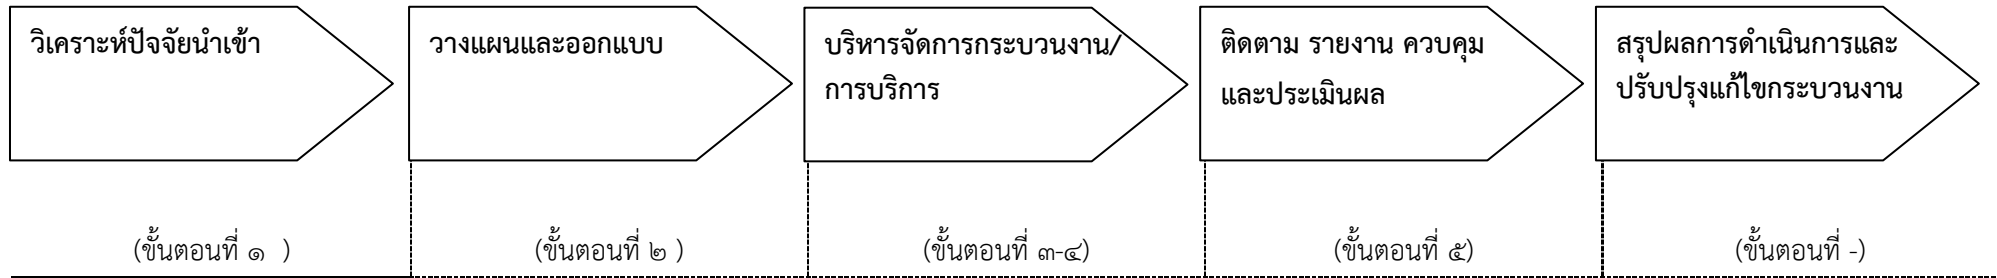 วิเคราะห์ปัจจัยนำเข้า
วางแผนและออกแบบ
บริหารจัดการกระบวนงาน/
การบริการ
ติดตาม รายงาน ควบคุม
และประเมินผล
สรุปผลการดำเนินการและ
ปรับปรุงแก้ไขกระบวนงาน
(ขั้นตอนที่ ๑ )
(ขั้นตอนที่ ๒ )
(ขั้นตอนที่ ๓-๔)
(ขั้นตอนที่ ๕)
(ขั้นตอนที่ -)